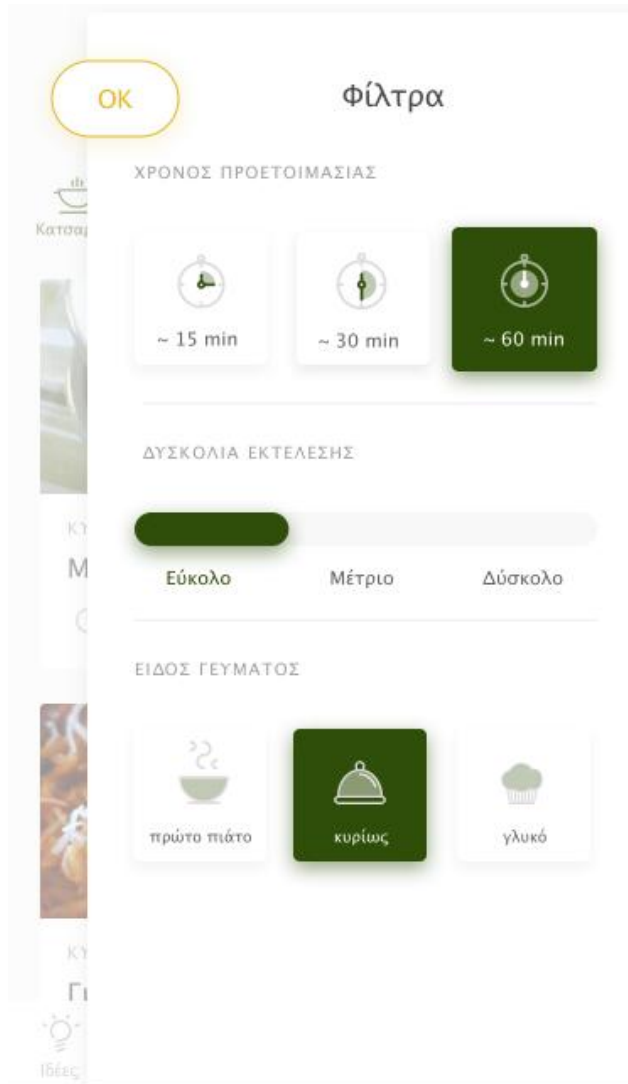 OK
Φίλτρα
ΧΡΟΝΟΣ ΠΡΟΕΤΟΙΜΑΣΙΑΣ
~ 15 min
~ 30 min
~ 60 min
ΔΥΣΚΟΛΙΑ ΕΚΤΕΛΕΣΗΣ
Εύκολο
Μέτριο
Δύσκολο
ΕΙΔΟΣ ΓΕΥΜΑΤΟΣ
πρώτο πιάτο
κυρίως
γλυκό
Ιδέες